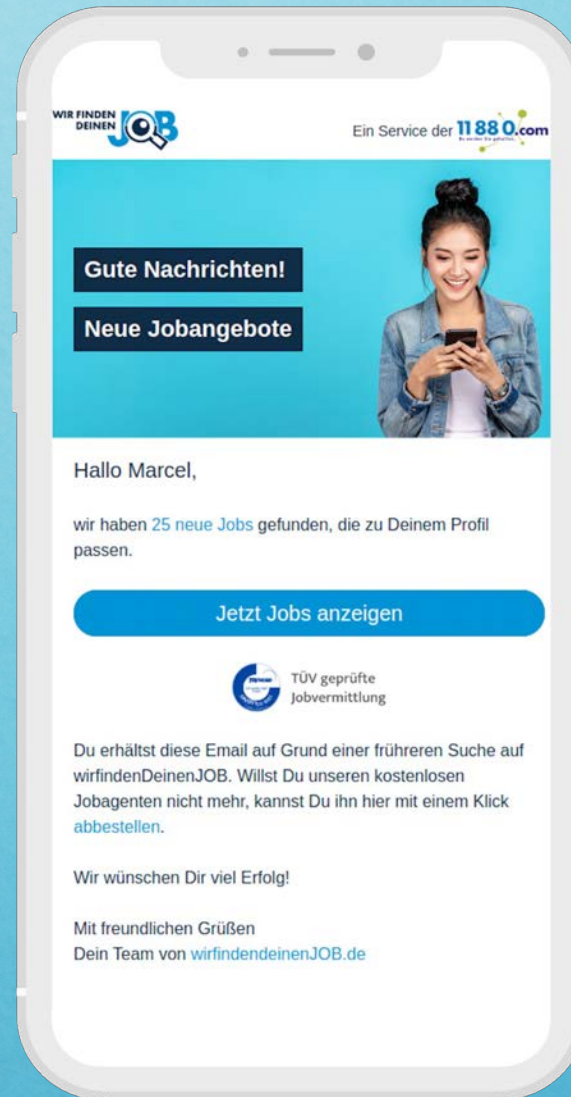 WIR FINDEN
DEINEN JOB
Ein Service der 11880.com
Gute Nachrichten!
Neue Jobangebote
Hallo Marcel,
wir haben 25 neue Jobs gefunden, die zu Deinem Profil
passen.
Jetzt Jobs anzeigen
TÜV geprüfte
Jobvermittlung
Du erhältst diese Email auf Grund einer frühreren Suche auf
wirfindenDeinenJOB. Willst Du unseren kostenlosen
Jobagenten nicht mehr, kannst Du ihn hier mit einem Klick
abbestellen.
Wir wünschen Dir viel Erfolg!
Mit freundlichen Grüßen
Dein Team von wirfindendeinenJOB.de